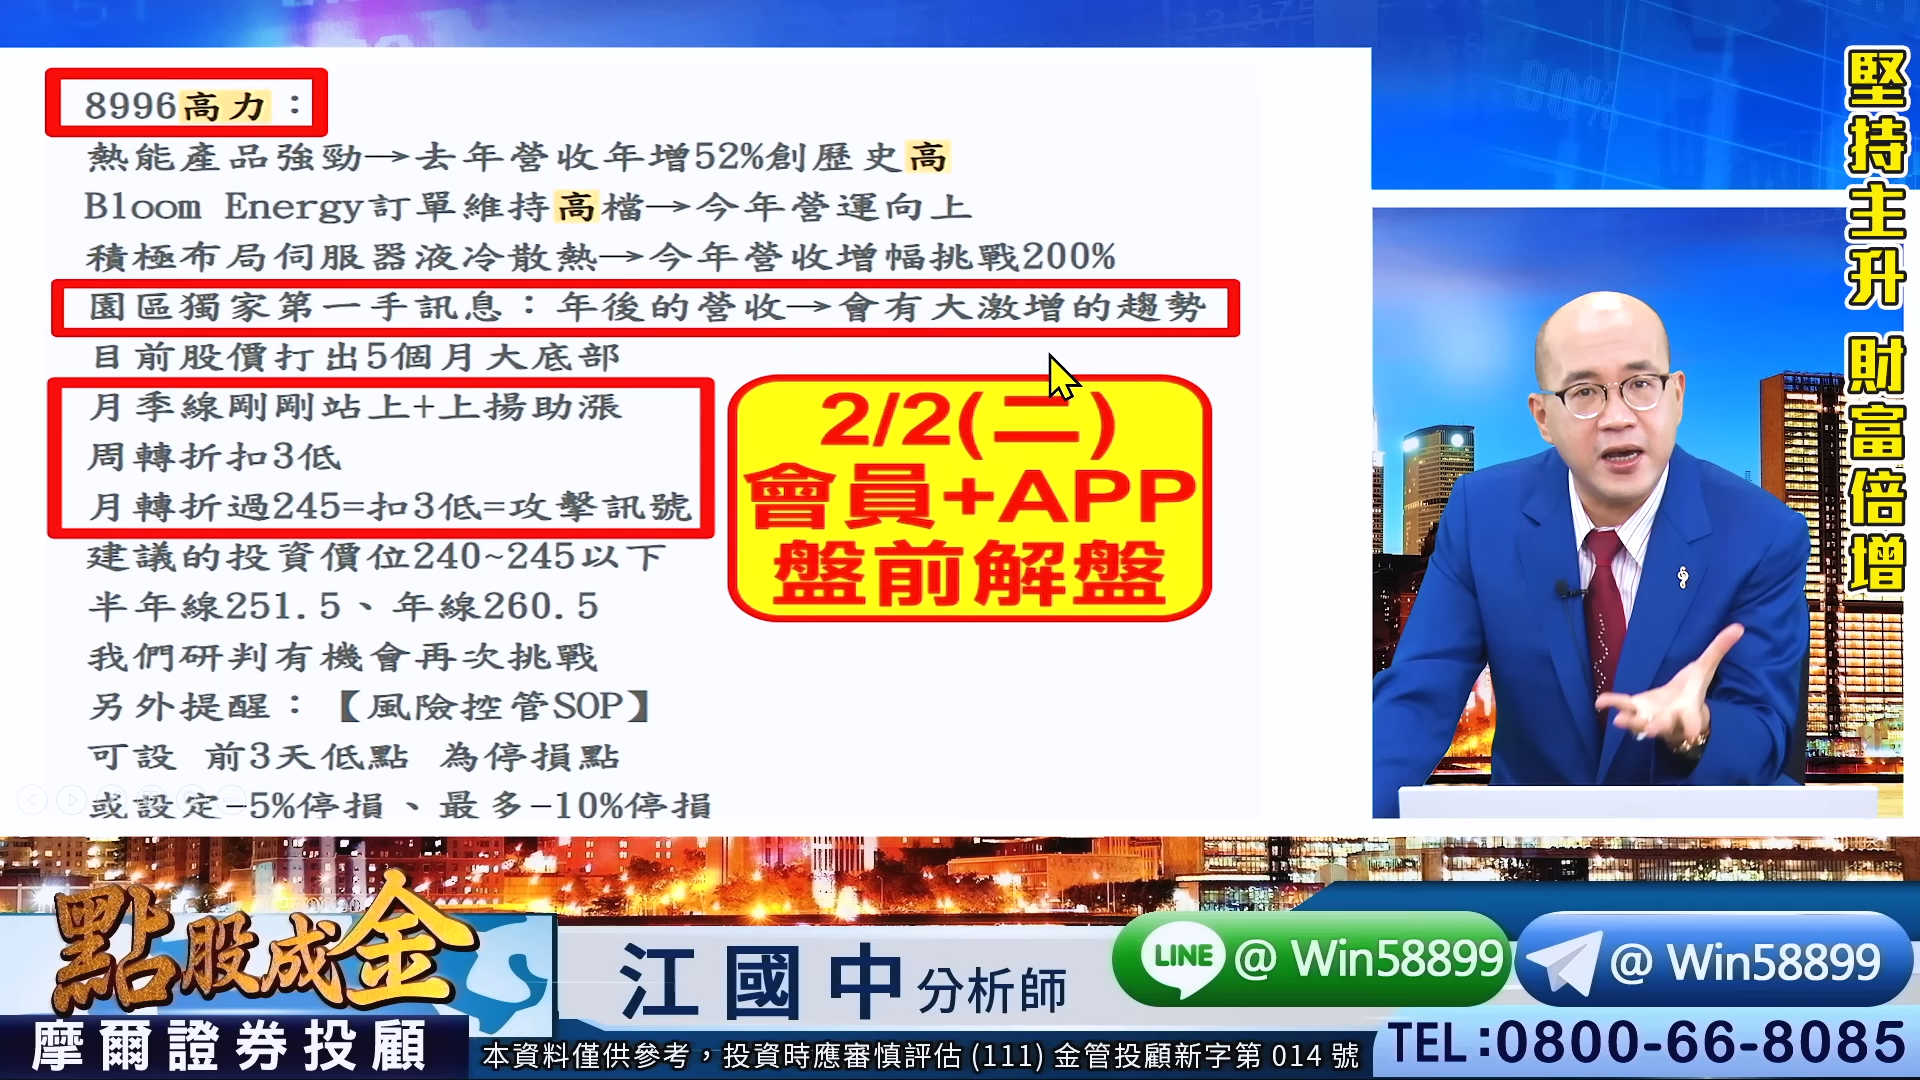 8996高力：
熱能產品強勁→去年營收年增52%創歷史高
Bloom Energy訂單維持高檔→今年營運向上
積極布局伺服器液冷散熱→今年營收增幅挑戰200%
園區獨家第一手訊息：年後的營收→會有大激增的趨勢
目前股價打出5個月大底部
月季線剛剛站上+上揚助漲
周轉折扣3低
月轉折過245=扣3低=攻擊訊號
建議的投資價位240~245以下
半年線251.5、年線260.5
我們研判有機會再次挑戰
另外提醒：【風險控管SOP】
可設 前3天低點 為停損點
或設定-5%停損、最多-10%停損
2/2(二)
會員+APP
盤前解盤
堅持主升 財富倍增
點股成金
摩爾證券投顧
江國中分析師
LINE @ Win58899
@ Win58899
TEL:0800-66-8085
本資料僅供參考，投資時應審慎評估 (111) 金管投顧新字第 014 號